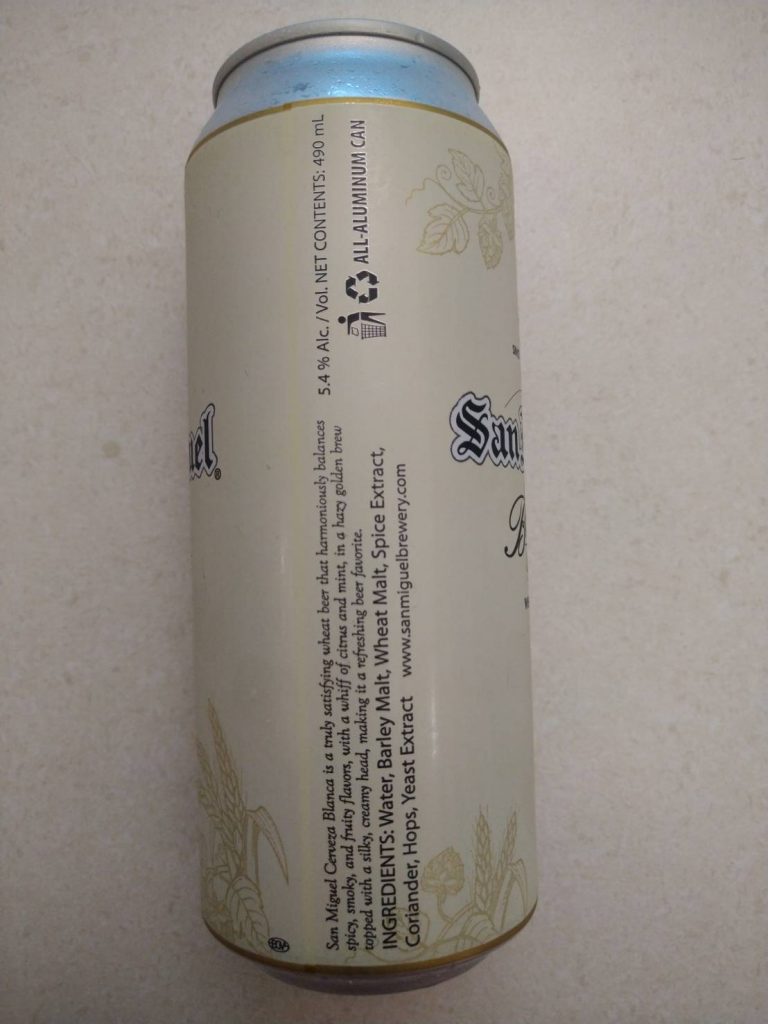 San Miguel Cerveza Blanca is a truly satisfying wheat beer that harmoniously balances
spicy, smoky, and fruity flavors, with a whiff of citrus and mint, in a hazy golden brew
topped with a silky, creamy head, making it a refreshing beer favorite.
INGREDIENTS: Water, Barley Malt, Wheat Malt, Spice Extract,
Coriander, Hops, Yeast Extract www.sanmiguelbrewery.com
5.4 % Alc. / Vol. NET CONTENTS: 490 mL
ALL-ALUMINUM CAN
San